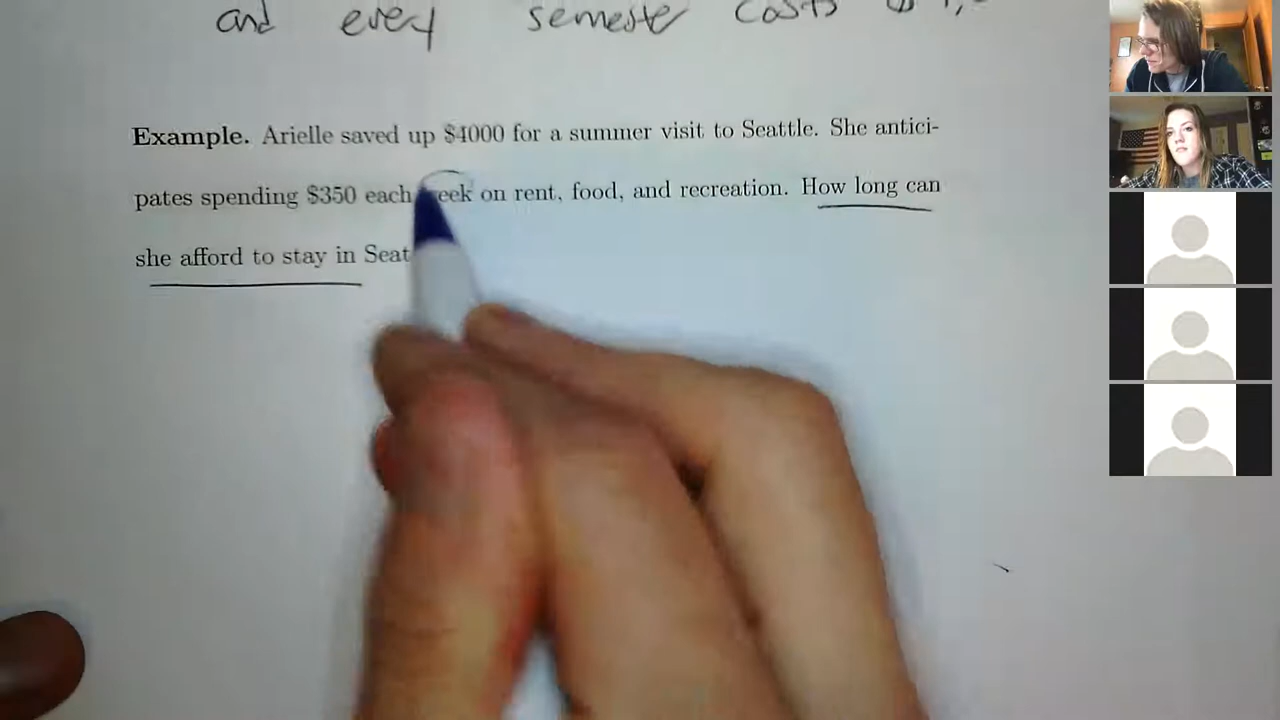 and every semester costs $
Example. Arielle saved up $4000 for a summer visit to Seattle. She antici-
pates spending $350 each week on rent, food, and recreation. How long can
she afford to stay in Seat